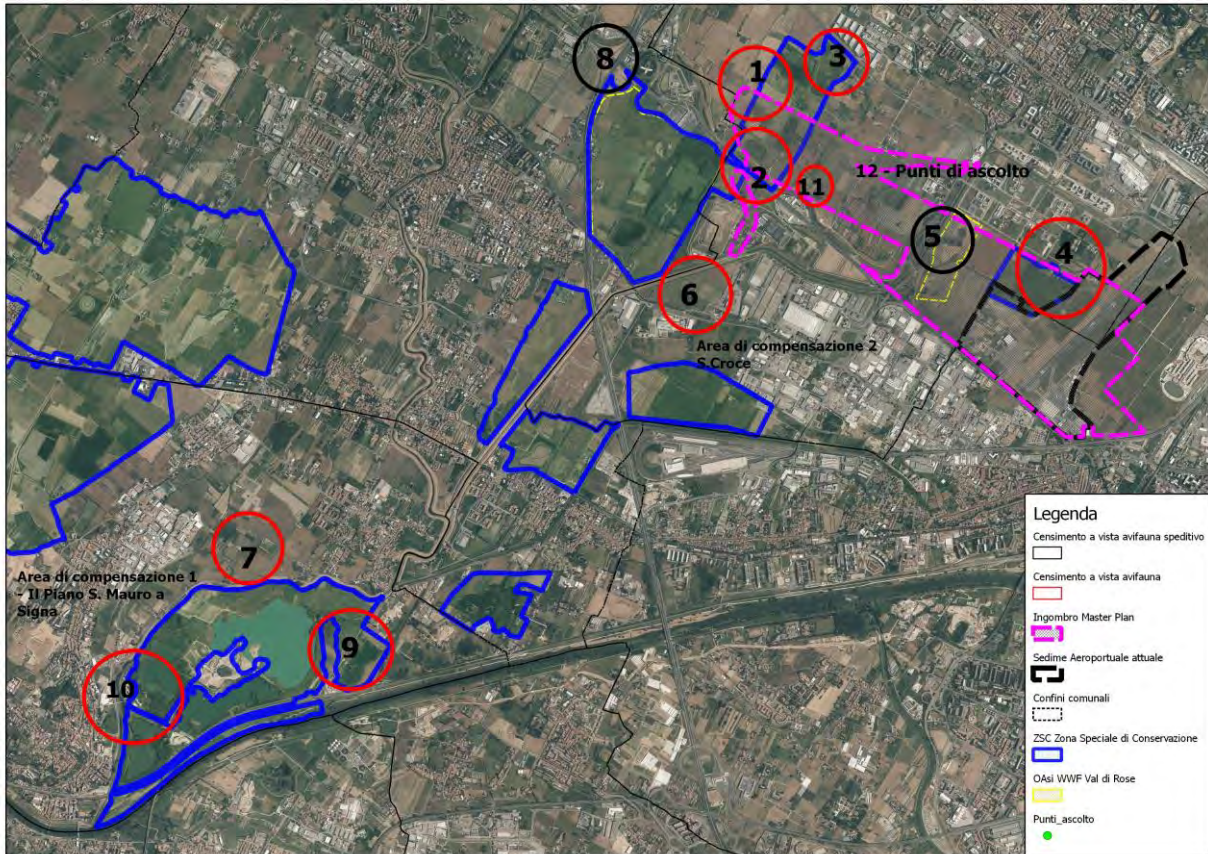 8
1
3
2
11
12 - Punti di ascolto
5
4
6
Area di compensazione 2
S.Croce
7
Area di compensazione 1
- Il Piano S. Mauro a
Signa
9
10
Legenda
Censimento a vista avifauna speditivo
Censimento a vista avifauna
Ingombro Master Plan
Sedime Aeroportuale attuale
Confini comunali
ZSC Zona Speciale di Conservazione
OAsi WWF Val di Rose
Punti_ascolto